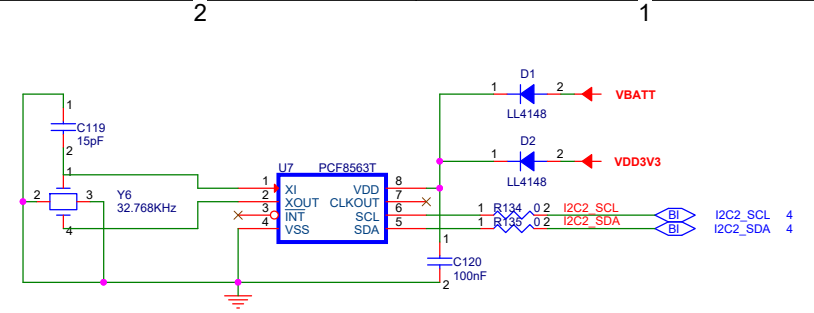 2 1
D1
1 2 VBATT
LL4148
1
C119
15pF
2
D2
1 2 VDD3V3
LL4148
U7 PCF8563T
1 XI VDD 8
2 XOUT CLKOUT 7
3 INT SCL 6
4 VSS SDA 5
1
2 3
4
Y6
32.768KHz
1 R134 0 2 I2C2_SCL BI I2C2_SCL 4
1 R135 0 2 I2C2_SDA BI I2C2_SDA 4
1
C120
100nF
2